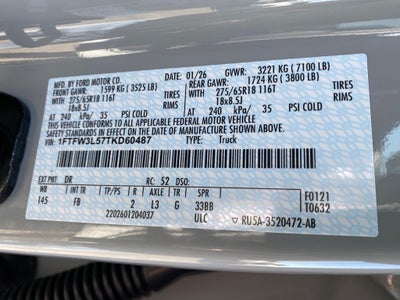 MFD. BY FORD MOTOR CO.
01/26
GVWR: 3221 KG (7100 LB)
FRONT GAWR: 1599 KG (3525 LB)
REAR GAWR: 1724 KG (3800 LB)
275/65R18 116T TIRES
275/65R18 116T TIRES
18x8.5J RIMS
18x8.5J RIMS
AT 240 kPa/ 35 PSI COLD
AT 240 kPa/ 35 PSI COLD
THIS VEHICLE CONFORMS TO ALL APPLICABLE FEDERAL MOTOR VEHICLE
SAFETY AND THEFT PREVENTION STANDARDS IN EFFECT ON THE DATE OF MANUFACTURE SHOWN ABOVE.
VIN: 1FTFW3L57TKD60487
TYPE: Truck
EXT PNT: DR RC: 52 DSO:
WB INT TR TP/PS R AXLE TR SPR
145 FB 2 L3 G 33BB
F0121
T0632
2202601204037
ULC
RU5A-3520472-AB